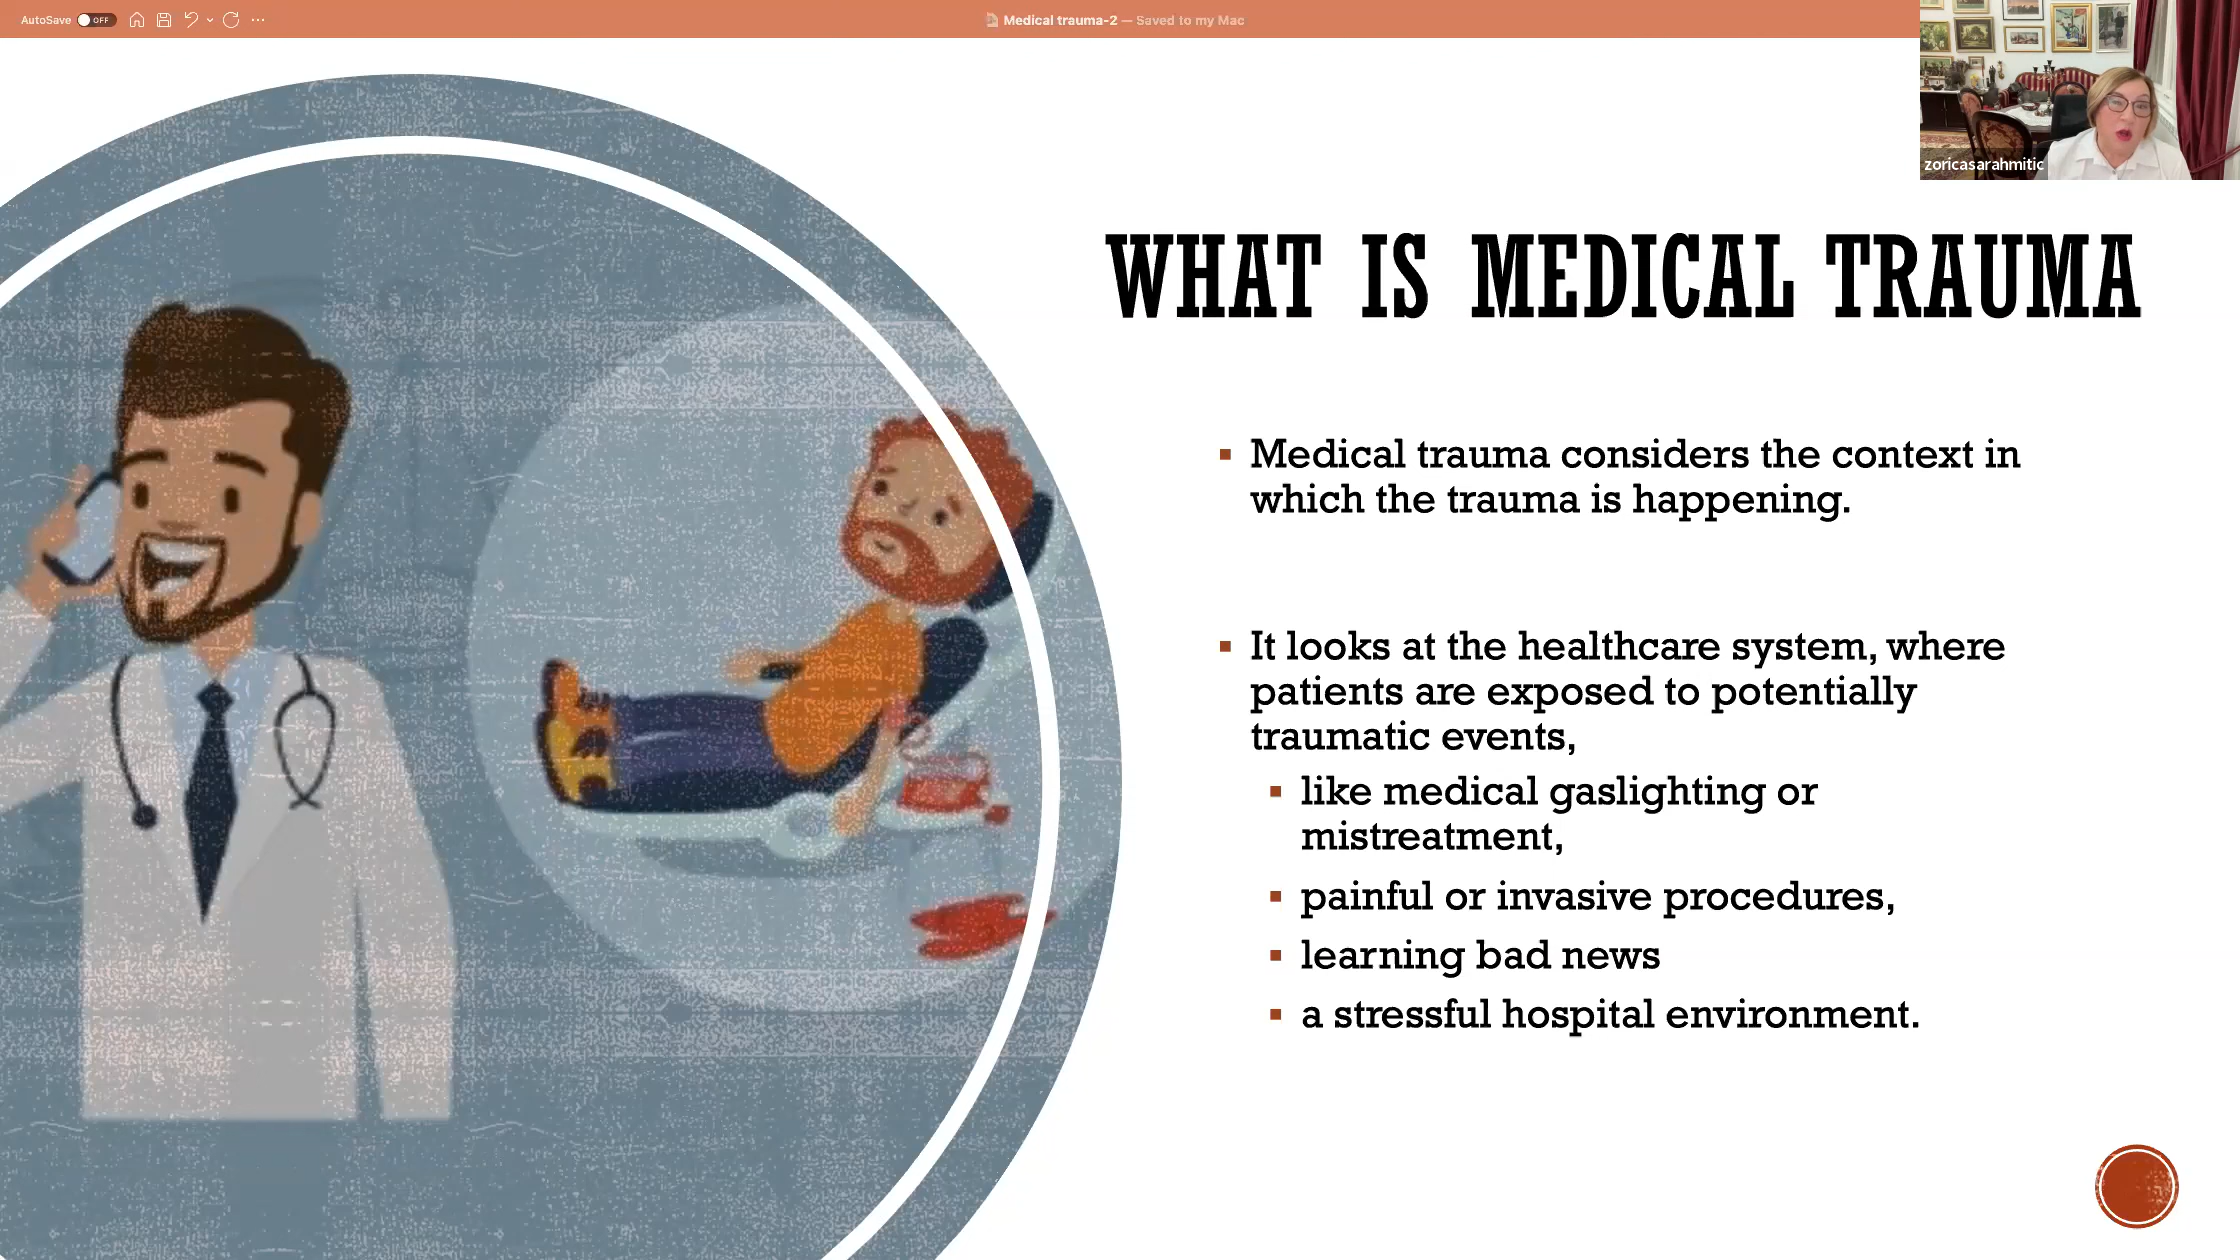 AutoSave OFF
Medical trauma-2 — Saved to my Mac
zoricasarahmitic
WHAT IS MEDICAL TRAUMA
▪ Medical trauma considers the context in
which the trauma is happening.
▪ It looks at the healthcare system, where
patients are exposed to potentially
traumatic events,
▪ like medical gaslighting or
mistreatment,
▪ painful or invasive procedures,
▪ learning bad news
▪ a stressful hospital environment.